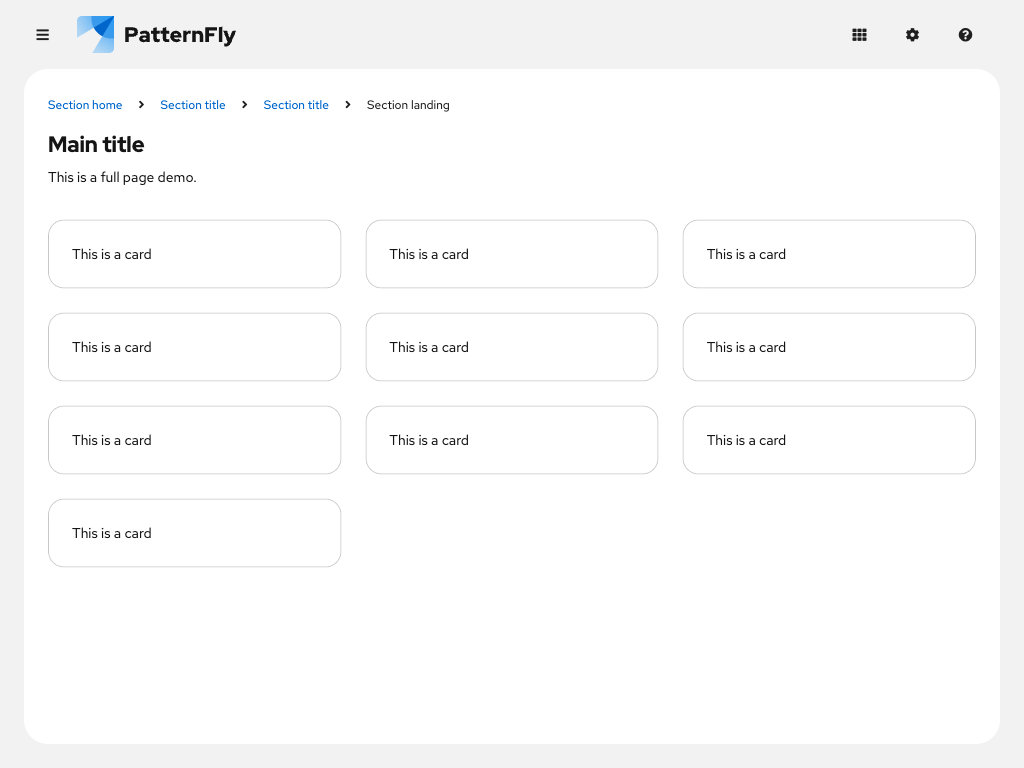 PatternFly
Section home Section title Section title Section landing
Main title
This is a full page demo.
This is a card This is a card This is a card
This is a card This is a card This is a card
This is a card This is a card This is a card
This is a card